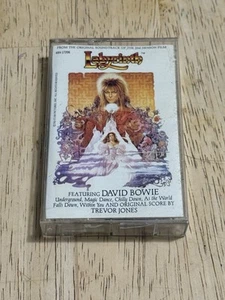 FROM THE ORIGINAL SOUNDTRACK OF THE JIM HENSON FILM
Labyrinth
FEATURING DAVID BOWIE
Underground, Magic Dance, Chilly Down, As the World
Falls Down, Within You AND ORIGINAL SCORE BY
TREVOR JONES